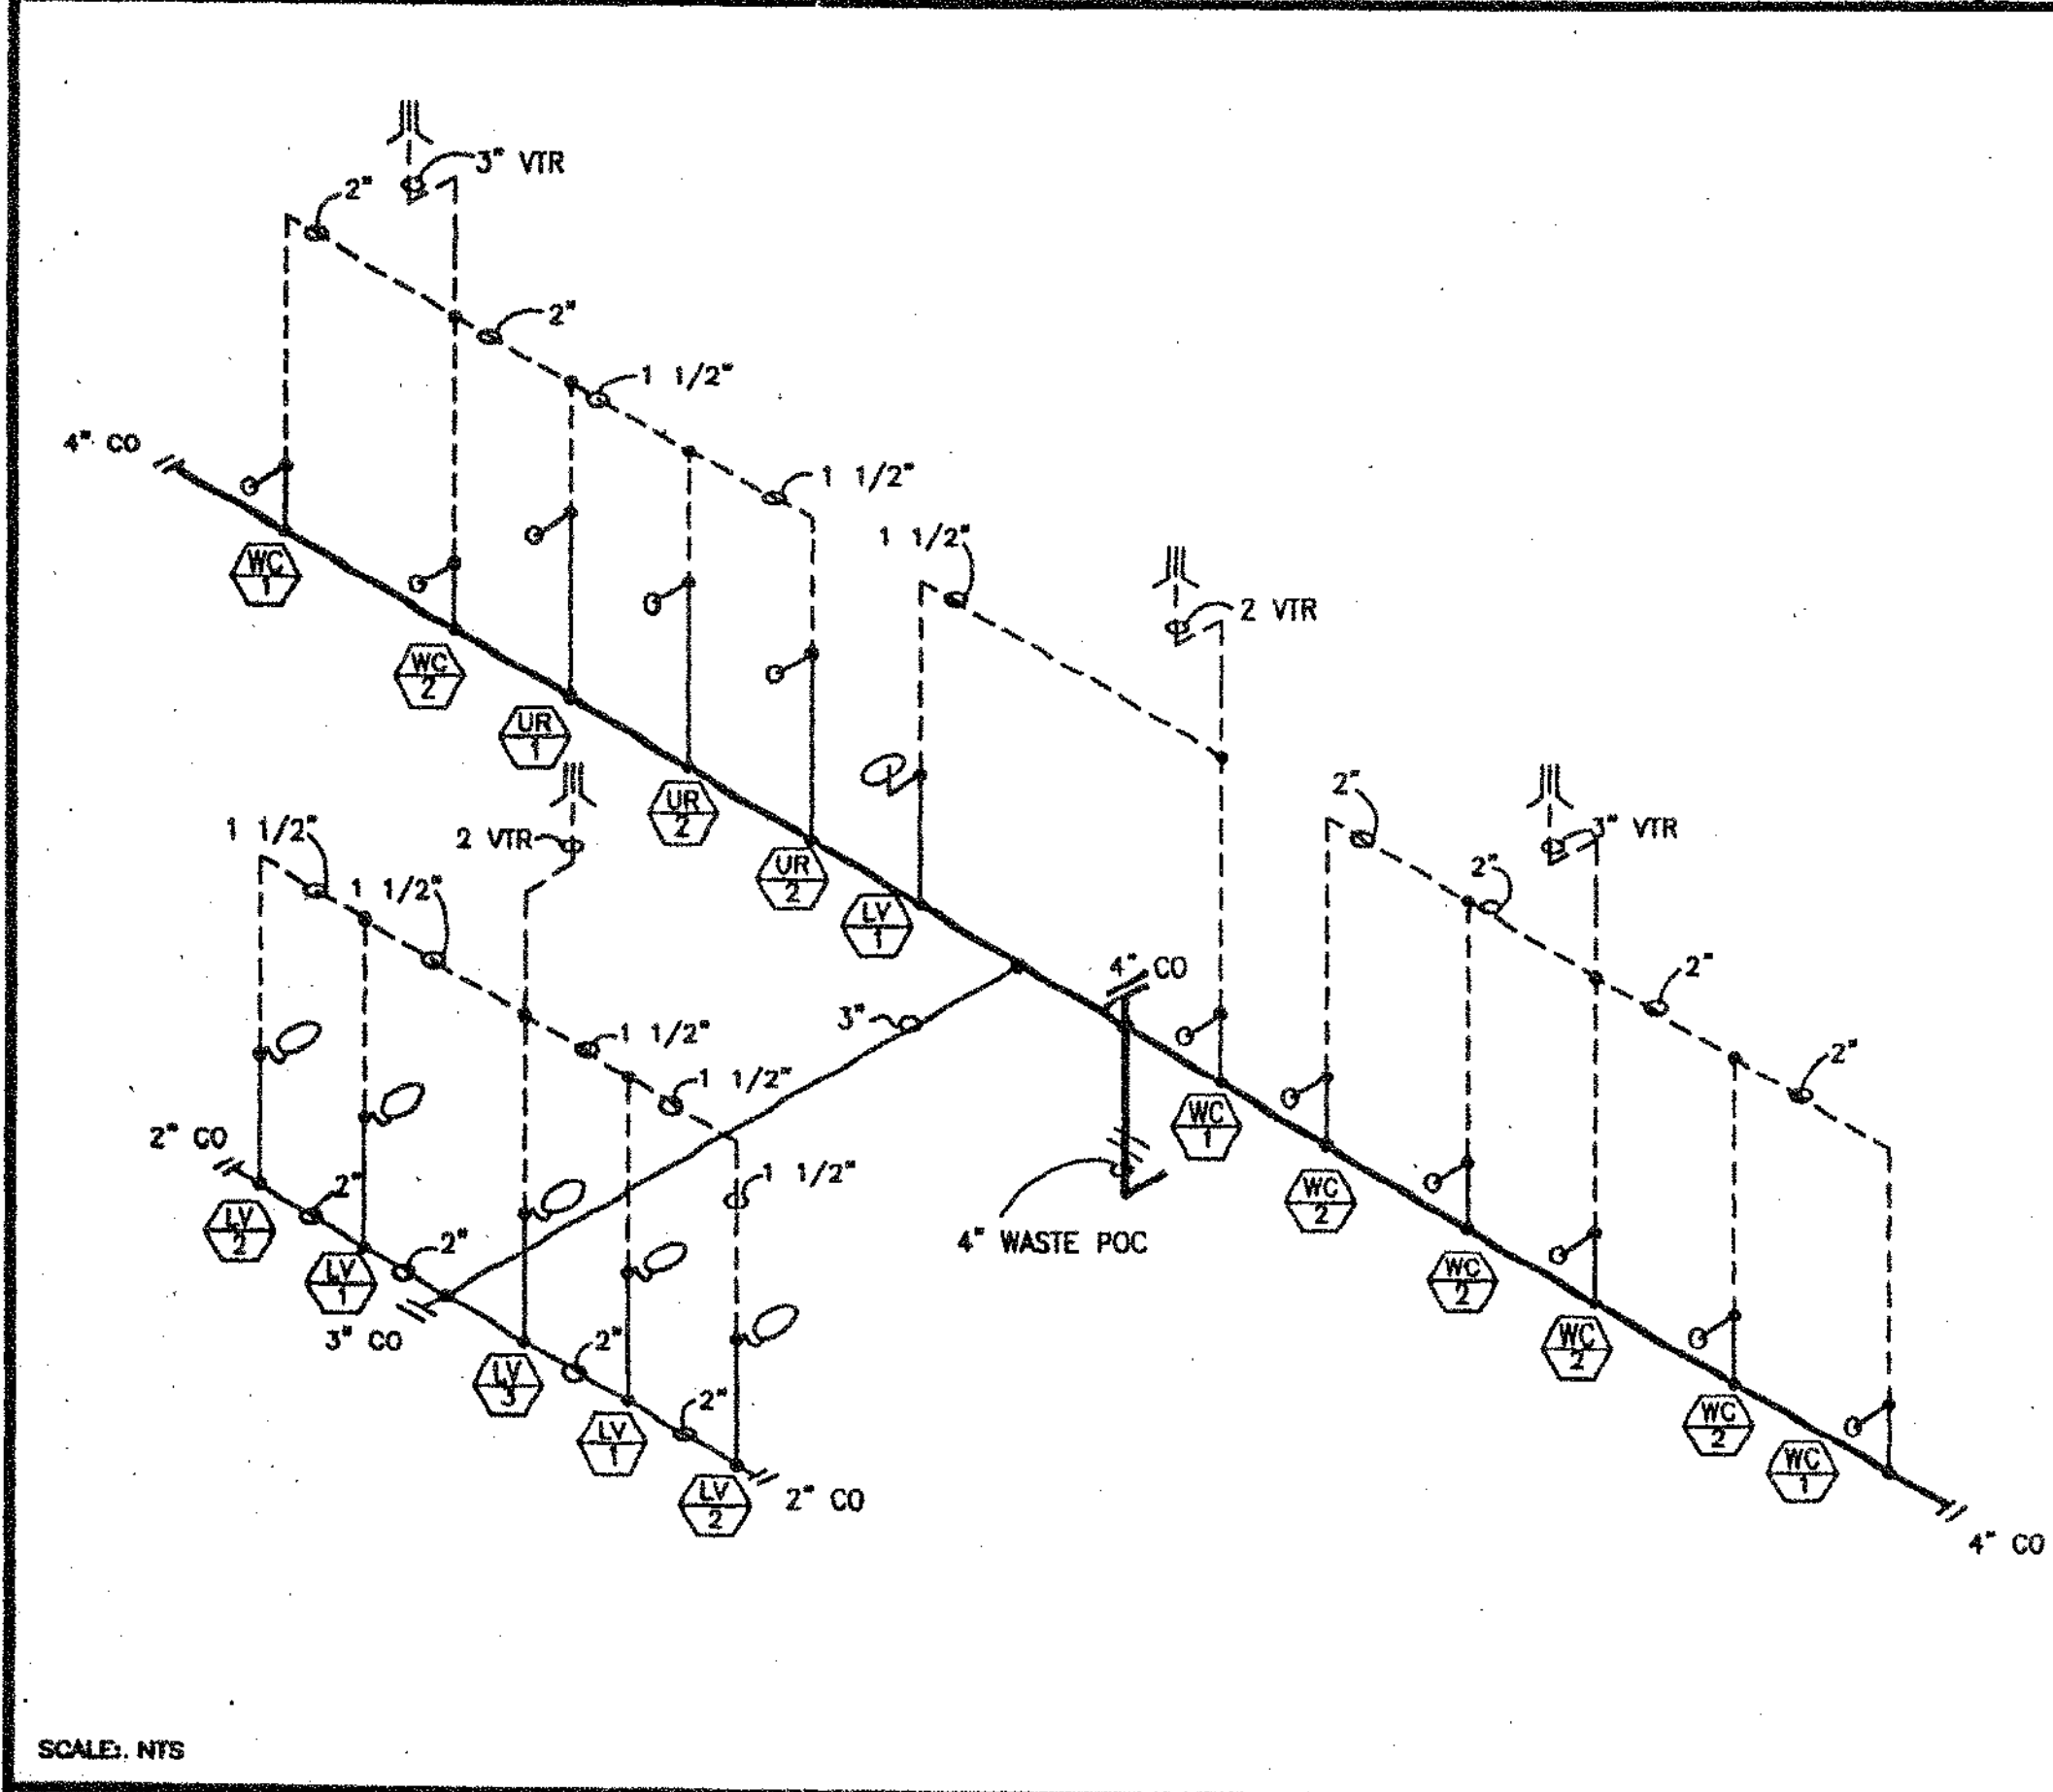 3" VTR
2"
2"
1 1/2"
4" CO
1 1/2"
1 1/2"
WC
1
2 VTR
WC
2
UR
1
2"
UR
2
3" VTR
1 1/2"
2 VTR
2"
UR
2
1 1/2"
LV
1
4" CO
2"
3"
1 1/2"
2"
1 1/2"
WC
1
2" CO
1 1/2"
2"
WC
2
LV
2
2"
4" WASTE POC
WC
2
LV
1
3" CO
2"
WC
2
LV
3
2"
WC
2
LV
1
WC
1
LV
2
2" CO
4" CO
SCALE: NTS